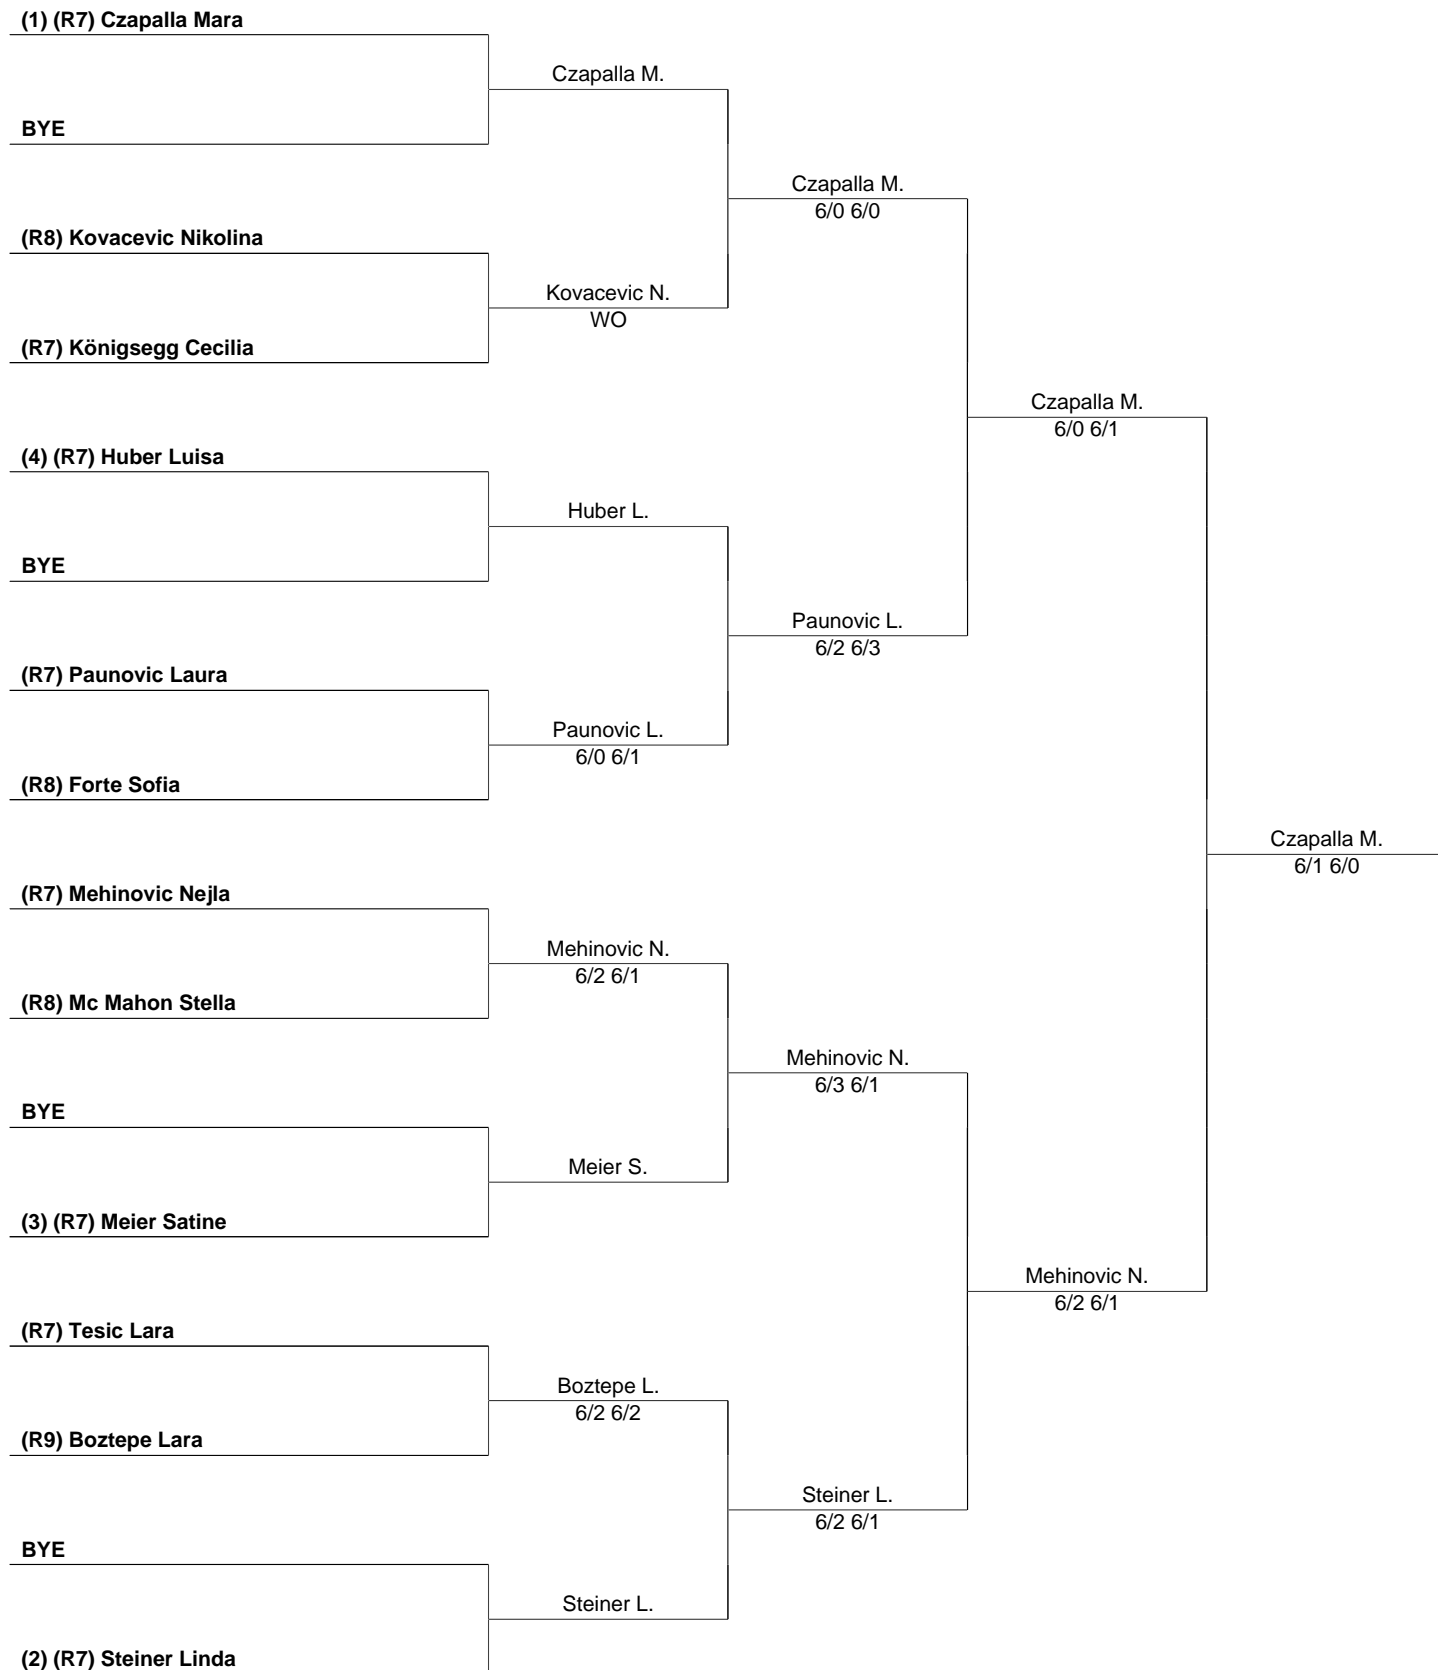 (1) (R7) Czapalla Mara
Czapalla M.
BYE
Czapalla M.
6/0 6/0
(R8) Kovacevic Nikolina
Kovacevic N.
WO
(R7) Königsegg Cecilia
Czapalla M.
6/0 6/1
(4) (R7) Huber Luisa
Huber L.
BYE
Paunovic L.
6/2 6/3
(R7) Paunovic Laura
Paunovic L.
6/0 6/1
(R8) Forte Sofia
Czapalla M.
6/1 6/0
(R7) Mehinovic Nejla
Mehinovic N.
6/2 6/1
(R8) Mc Mahon Stella
Mehinovic N.
6/3 6/1
BYE
Meier S.
(3) (R7) Meier Satine
Mehinovic N.
6/2 6/1
(R7) Tesic Lara
Boztepe L.
6/2 6/2
(R9) Boztepe Lara
Steiner L.
6/2 6/1
BYE
Steiner L.
(2) (R7) Steiner Linda